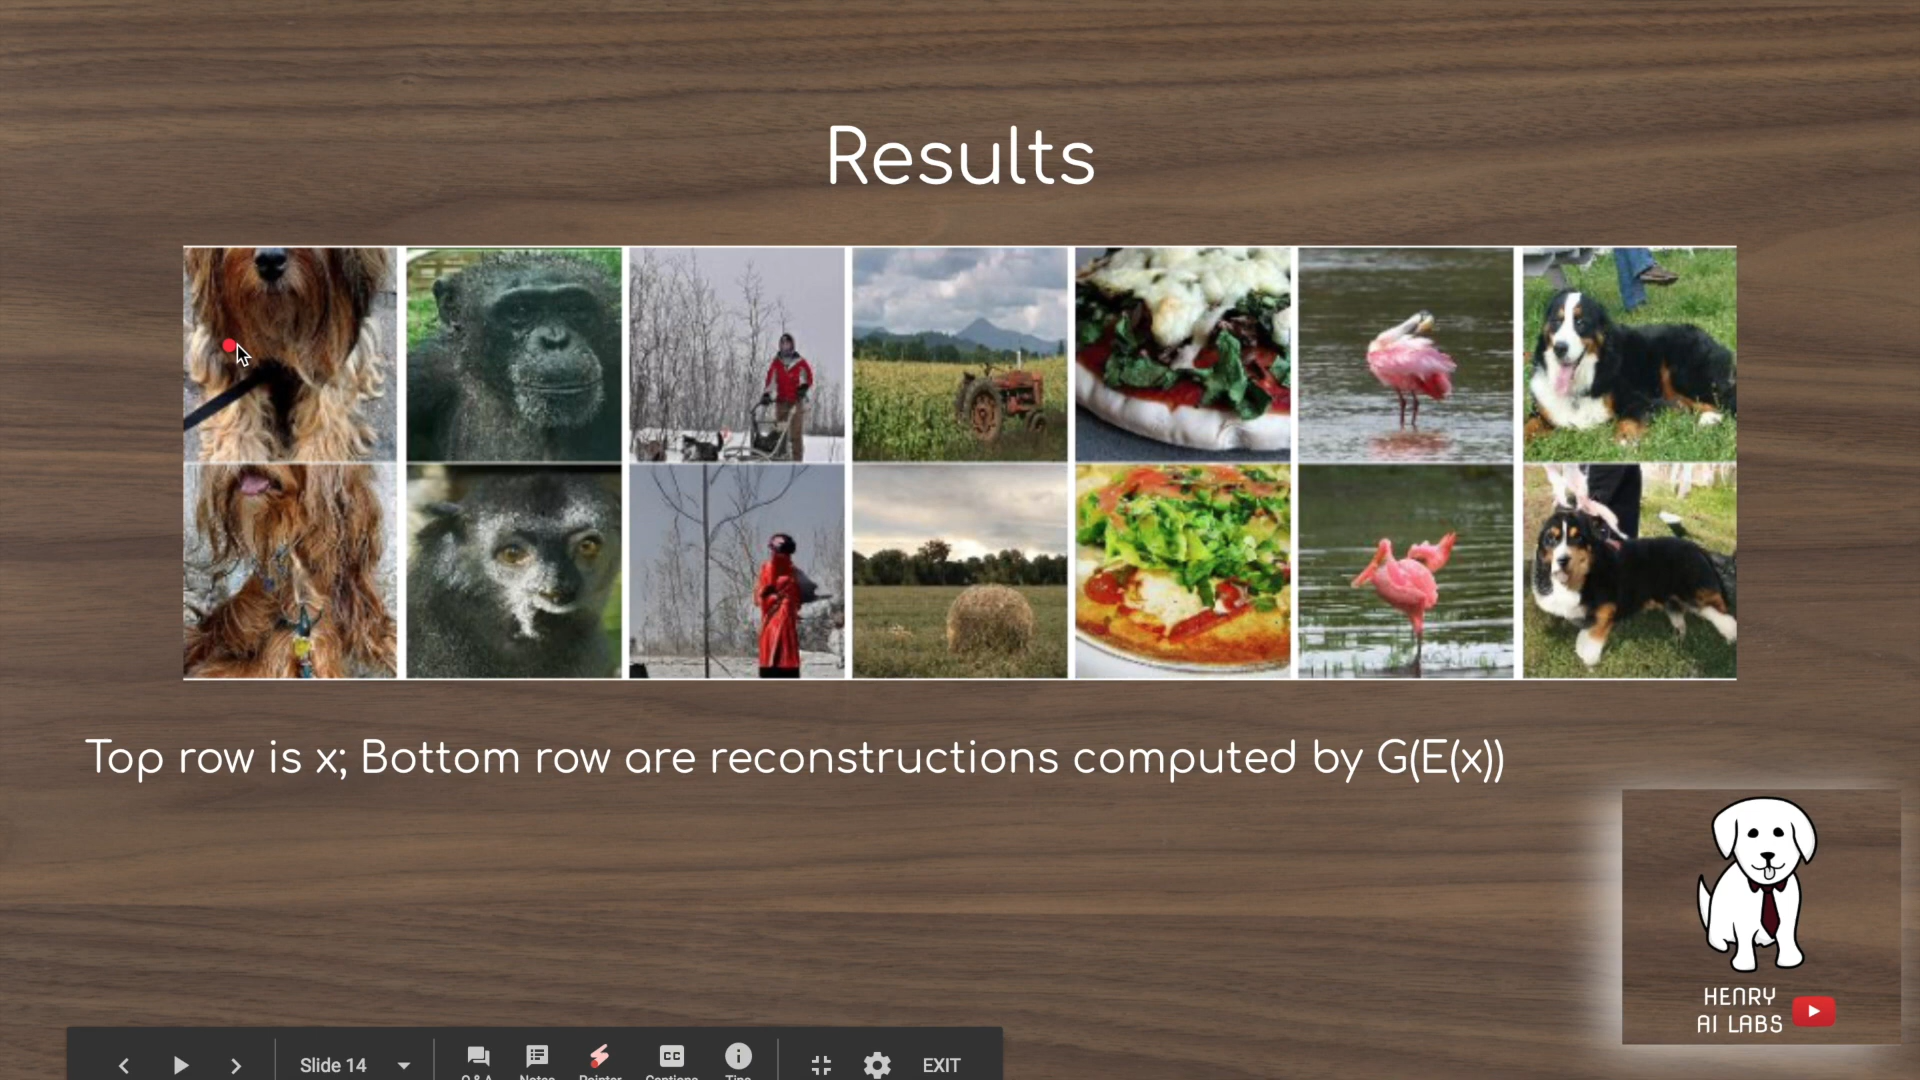 Results
Top row is x; Bottom row are reconstructions computed by G(E(x))
HENRY
AI LABS
Slide 14
Q & A
Notes
Pointer
Captions
Tips
CC
EXIT